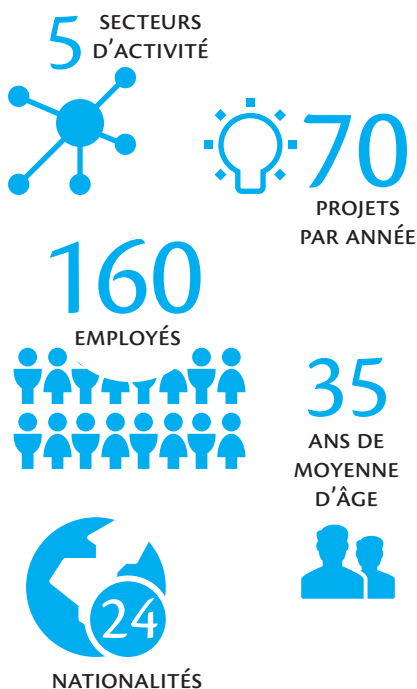 5 SECTEURS
D'ACTIVITÉ
70
PROJETS
PAR ANNÉE
160
EMPLOYÉS
35
ANS DE
MOYENNE
D'ÂGE
24
NATIONALITÉS